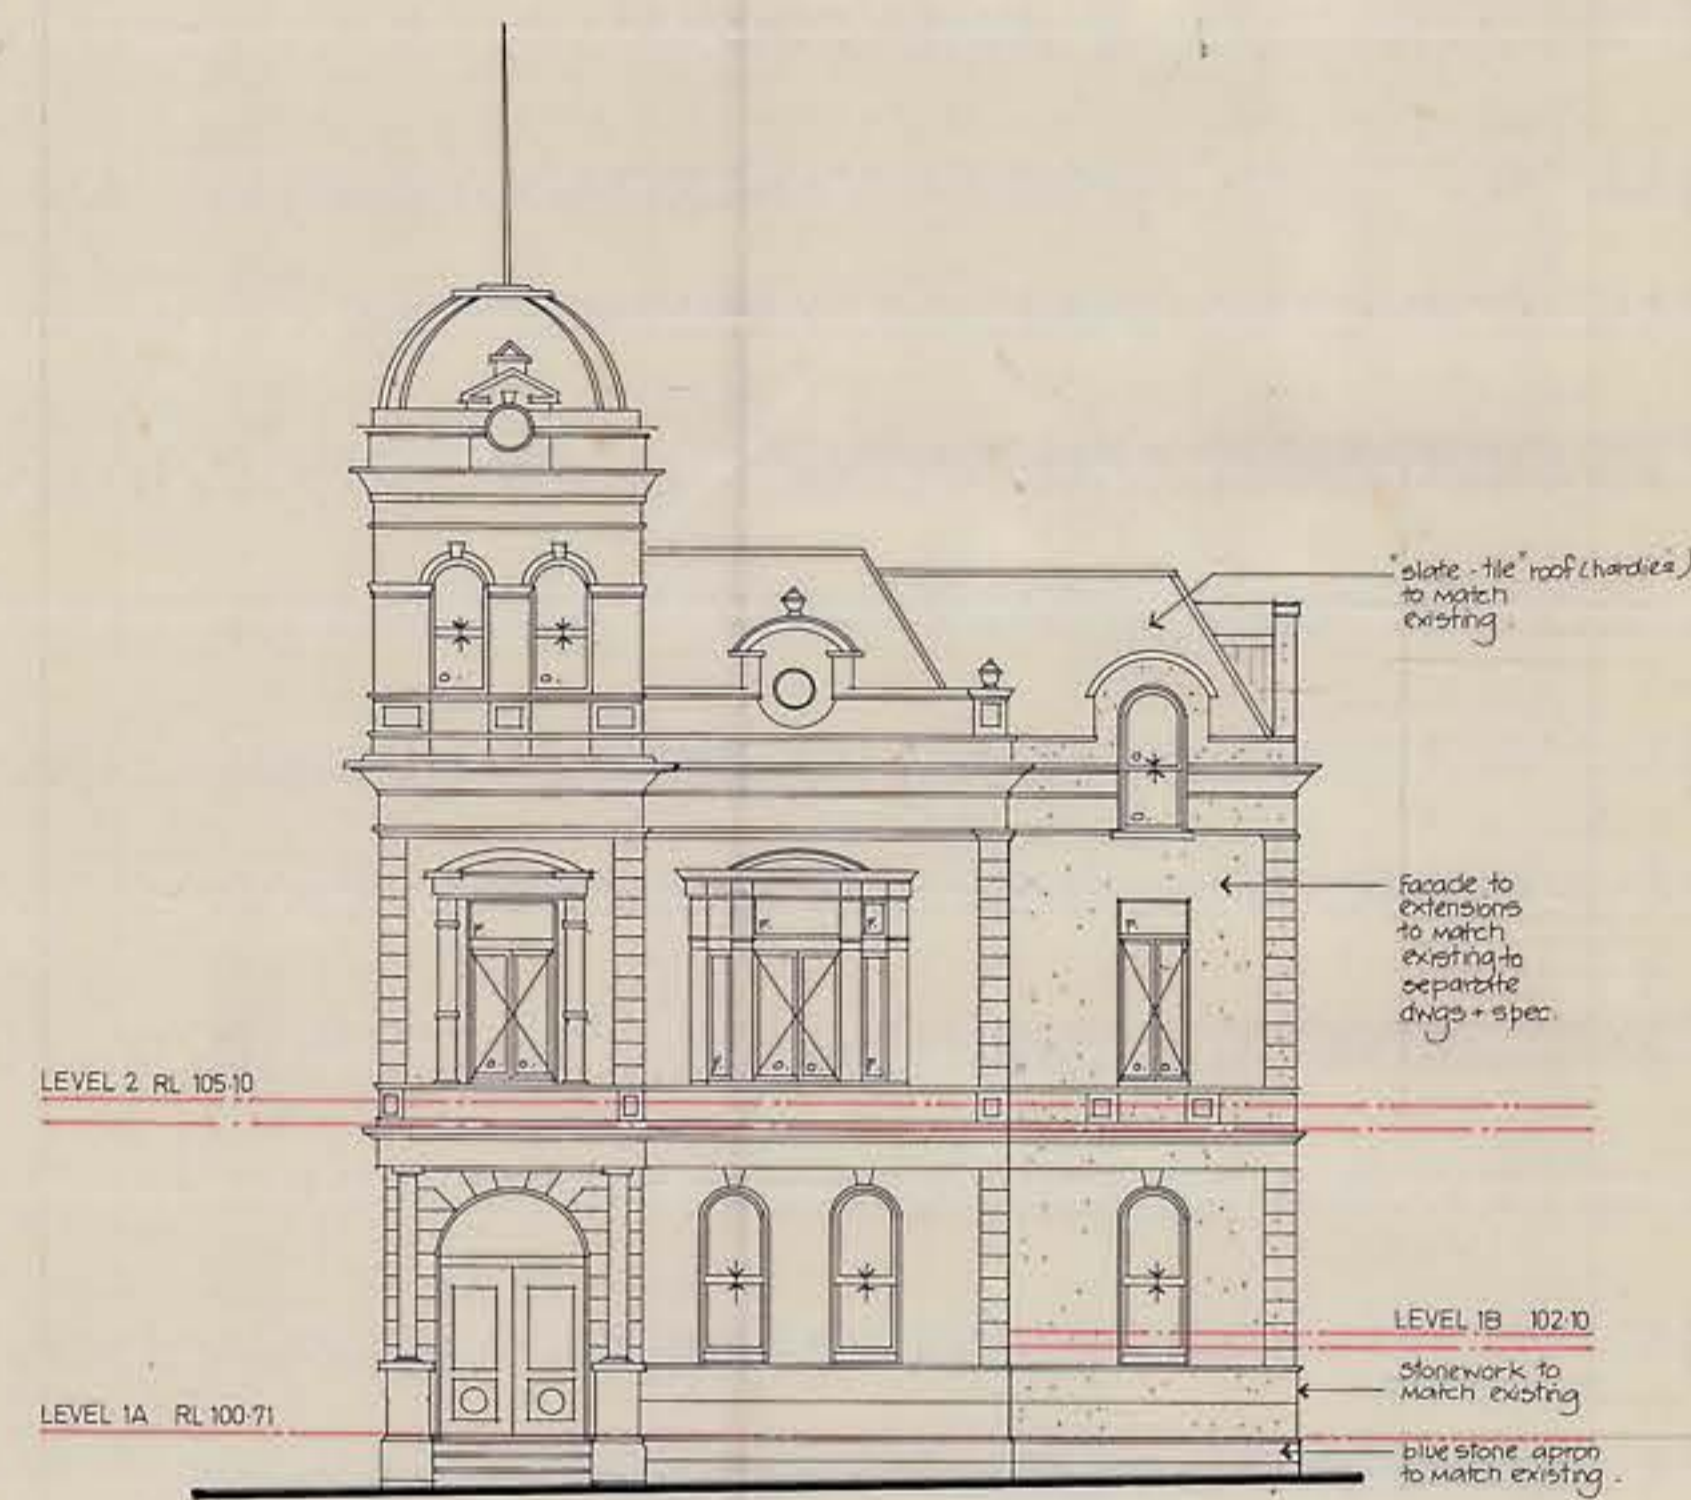 "slate-tile" roof (hardies)
to match
existing.
facade to
extensions
to match
existing to
separate
dwgs + spec.
LEVEL 2 RL 105·10
F.
F.
F.
F.
F.
F.
LEVEL 1B 102·10
stonework to
match existing
LEVEL 1A RL 100·71
bluestone apron
to match existing.